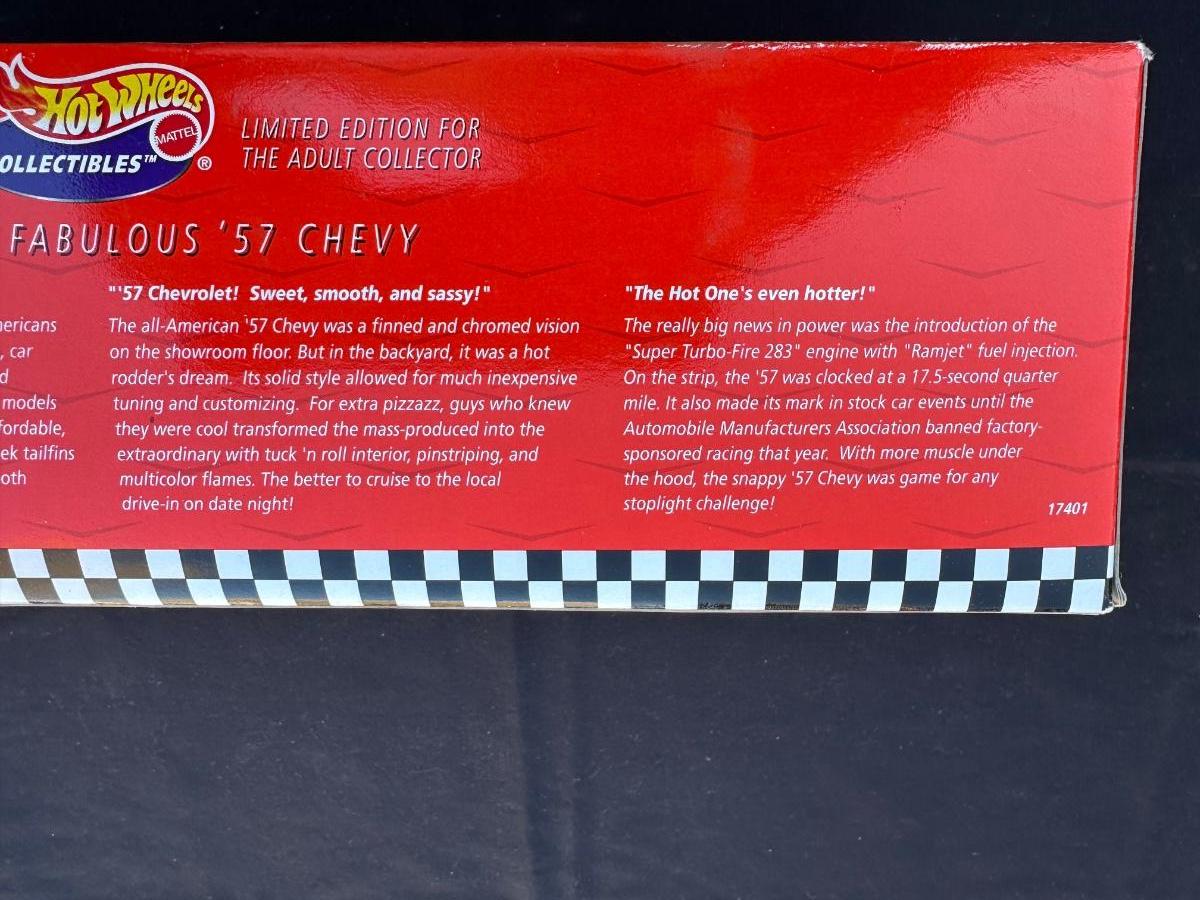 HOT WHEELS
MATTEL
OLLECTIBLES™ ®
LIMITED EDITION FOR
THE ADULT COLLECTOR
FABULOUS '57 CHEVY
ericans
, car
d
models
fordable,
ek tailfins
oth
"'57 Chevrolet! Sweet, smooth, and sassy!"
The all-American '57 Chevy was a finned and chromed vision
on the showroom floor. But in the backyard, it was a hot
rodder's dream. Its solid style allowed for much inexpensive
tuning and customizing. For extra pizzazz, guys who knew
they were cool transformed the mass-produced into the
extraordinary with tuck 'n roll interior, pinstriping, and
multicolor flames. The better to cruise to the local
drive-in on date night!
"The Hot One's even hotter!"
The really big news in power was the introduction of the
"Super Turbo-Fire 283" engine with "Ramjet" fuel injection.
On the strip, the '57 was clocked at a 17.5-second quarter
mile. It also made its mark in stock car events until the
Automobile Manufacturers Association banned factory-
sponsored racing that year. With more muscle under
the hood, the snappy '57 Chevy was game for any
stoplight challenge!
17401